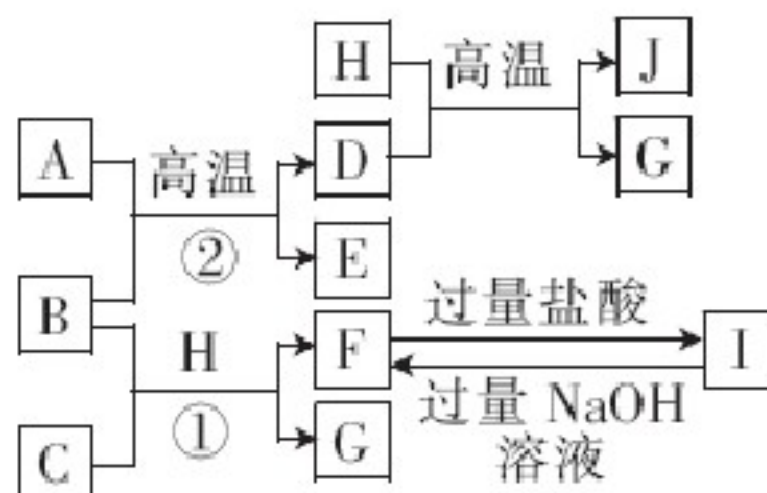 H 高温 J
A 高温 D G
② E
B H F 过量盐酸 I
① 过量 NaOH
C G 溶液